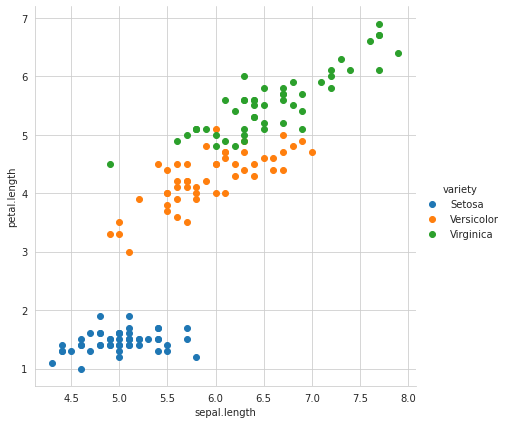 7
6
5
4
3
2
1
petal.length
4.5 5.0 5.5 6.0 6.5 7.0 7.5 8.0
sepal.length
variety
Setosa
Versicolor
Virginica